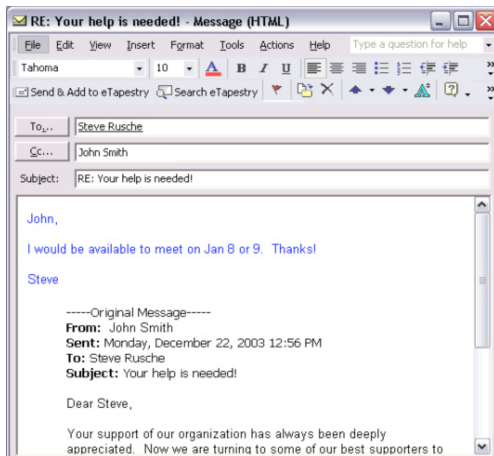 RE: Your help is needed! - Message (HTML)
File Edit View Insert Format Tools Actions Help Type a question for help
Tahoma 10 A B I U
Send & Add to eTapestry Search eTapestry
To... Steve Rusche
Cc... John Smith
Subject: RE: Your help is needed!
John,
I would be available to meet on Jan 8 or 9. Thanks!
Steve
-----Original Message-----
From: John Smith
Sent: Monday, December 22, 2003 12:56 PM
To: Steve Rusche
Subject: Your help is needed!
Dear Steve,
Your support of our organization has always been deeply
appreciated. Now we are turning to some of our best supporters to